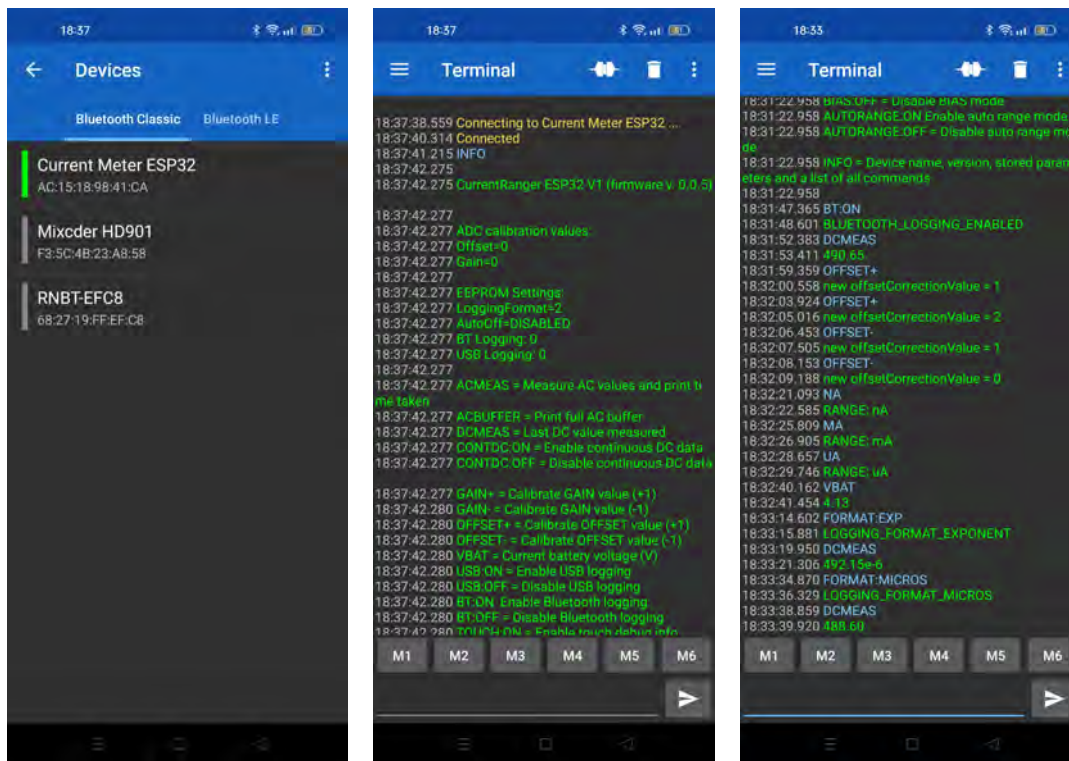 18:37
Devices
Bluetooth Classic Bluetooth LE
Current Meter ESP32
AC:15:18:98:41:CA
Mixcder HD901
F3:5C:4B:23:A8:58
RNBT-EFC8
68:27:19:FF:EF:C8
18:37
Terminal
18:37:38.559 Connecting to Current Meter ESP32 ...
18:37:40.314 Connected
18:37:41.215 INFO
18:37:42.275
18:37:42.275 CurrentRanger ESP32 V1 (firmware v. 0,0.5)
18:37:42.277
18:37:42.277 ADC calibration values:
18:37:42.277 Offset=0
18:37:42.277 Gain=0
18:37:42.277
18:37:42.277 EEPROM Settings:
18:37:42.277 LoggingFormat=2
18:37:42.277 AutoOff=DISABLED
18:37:42.277 BT Logging: 0
18:37:42.277 USB Logging: 0
18:37:42.277
18:37:42.277 ACMEAS = Measure AC values and print ti
me taken
18:37:42.277 ACBUFFER = Print full AC buffer
18:37:42.277 DCMEAS = Last DC value measured
18:37:42.277 CONTDC:ON = Enable continuous DC data
18:37:42.277 CONTDC:OFF = Disable continuous DC data
18:37:42.277 GAIN+ = Calibrate GAIN value (+1)
18:37:42.280 GAIN- = Calibrate GAIN value (-1)
18:37:42.280 OFFSET+ = Calibrate OFFSET value (+1)
18:37:42.280 OFFSET- = Calibrate OFFSET value (-1)
18:37:42.280 VBAT = Current battery voltage (V)
18:37:42.280 USB:ON = Enable USB logging
18:37:42.280 USB:OFF = Disable USB logging
18:37:42.280 BT:ON Enable Bluetooth logging
18:37:42.280 BT:OFF = Disable Bluetooth logging
18:37:42.280 TOUCH:ON = Enable touch debug info
M1 M2 M3 M4 M5 M6
18:33
Terminal
18:31:22.958 BIAS:OFF = Disable BIAS mode
18:31:22.958 AUTORANGE:ON Enable auto range mode
18:31:22.958 AUTORANGE:OFF = Disable auto range mo
de
18:31:22.958 INFO = Device name, version, stored param
eters and a list of all commands
18:31:22.958
18:31:47.365 BT:ON
18:31:48.601 BLUETOOTH_LOGGING_ENABLED
18:31:52.383 DCMEAS
18:31:53.411 490.65
18:31:59.359 OFFSET+
18:32:00.558 new offsetCorrectionValue = 1
18:32:03.924 OFFSET+
18:32:05.016 new offsetCorrectionValue = 2
18:32:06.453 OFFSET-
18:32:07.505 new offsetCorrectionValue = 1
18:32:08.153 OFFSET-
18:32:09.188 new offsetCorrectionValue = 0
18:32:21.093 NA
18:32:22.585 RANGE: nA
18:32:25.809 MA
18:32:26.905 RANGE: mA
18:32:28.657 UA
18:32:29.746 RANGE: uA
18:32:40.162 VBAT
18:32:41.454 4.13
18:33:14.602 FORMAT:EXP
18:33:15.881 LOGGING_FORMAT_EXPONENT
18:33:19.950 DCMEAS
18:33:21.306 492.15e-6
18:33:34.870 FORMAT:MICROS
18:33:36.329 LOGGING_FORMAT_MICROS
18:33:38.859 DCMEAS
18:33:39.920 488.60
M1 M2 M3 M4 M5 M6